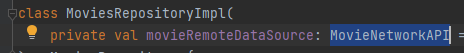 class MoviesRepositoryImpl(
private val movieRemoteDataSource: MovieNetworkAPI =